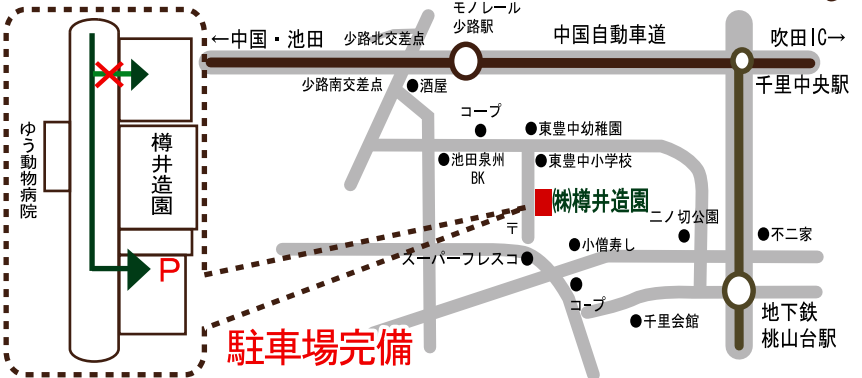 モノレール
少路駅
←中国・池田
少路北交差点
中国自動車道
吹田IC→
少路南交差点
酒屋
千里中央駅
コープ
東豊中幼稚園
池田泉州
BK
東豊中小学校
㈱樽井造園
〒
二ノ切公園
小僧寿し
不二家
スーパーフレスコ
コープ
千里会館
地下鉄
桃山台駅
ゆう動物病院
樽井造園
P
駐車場完備